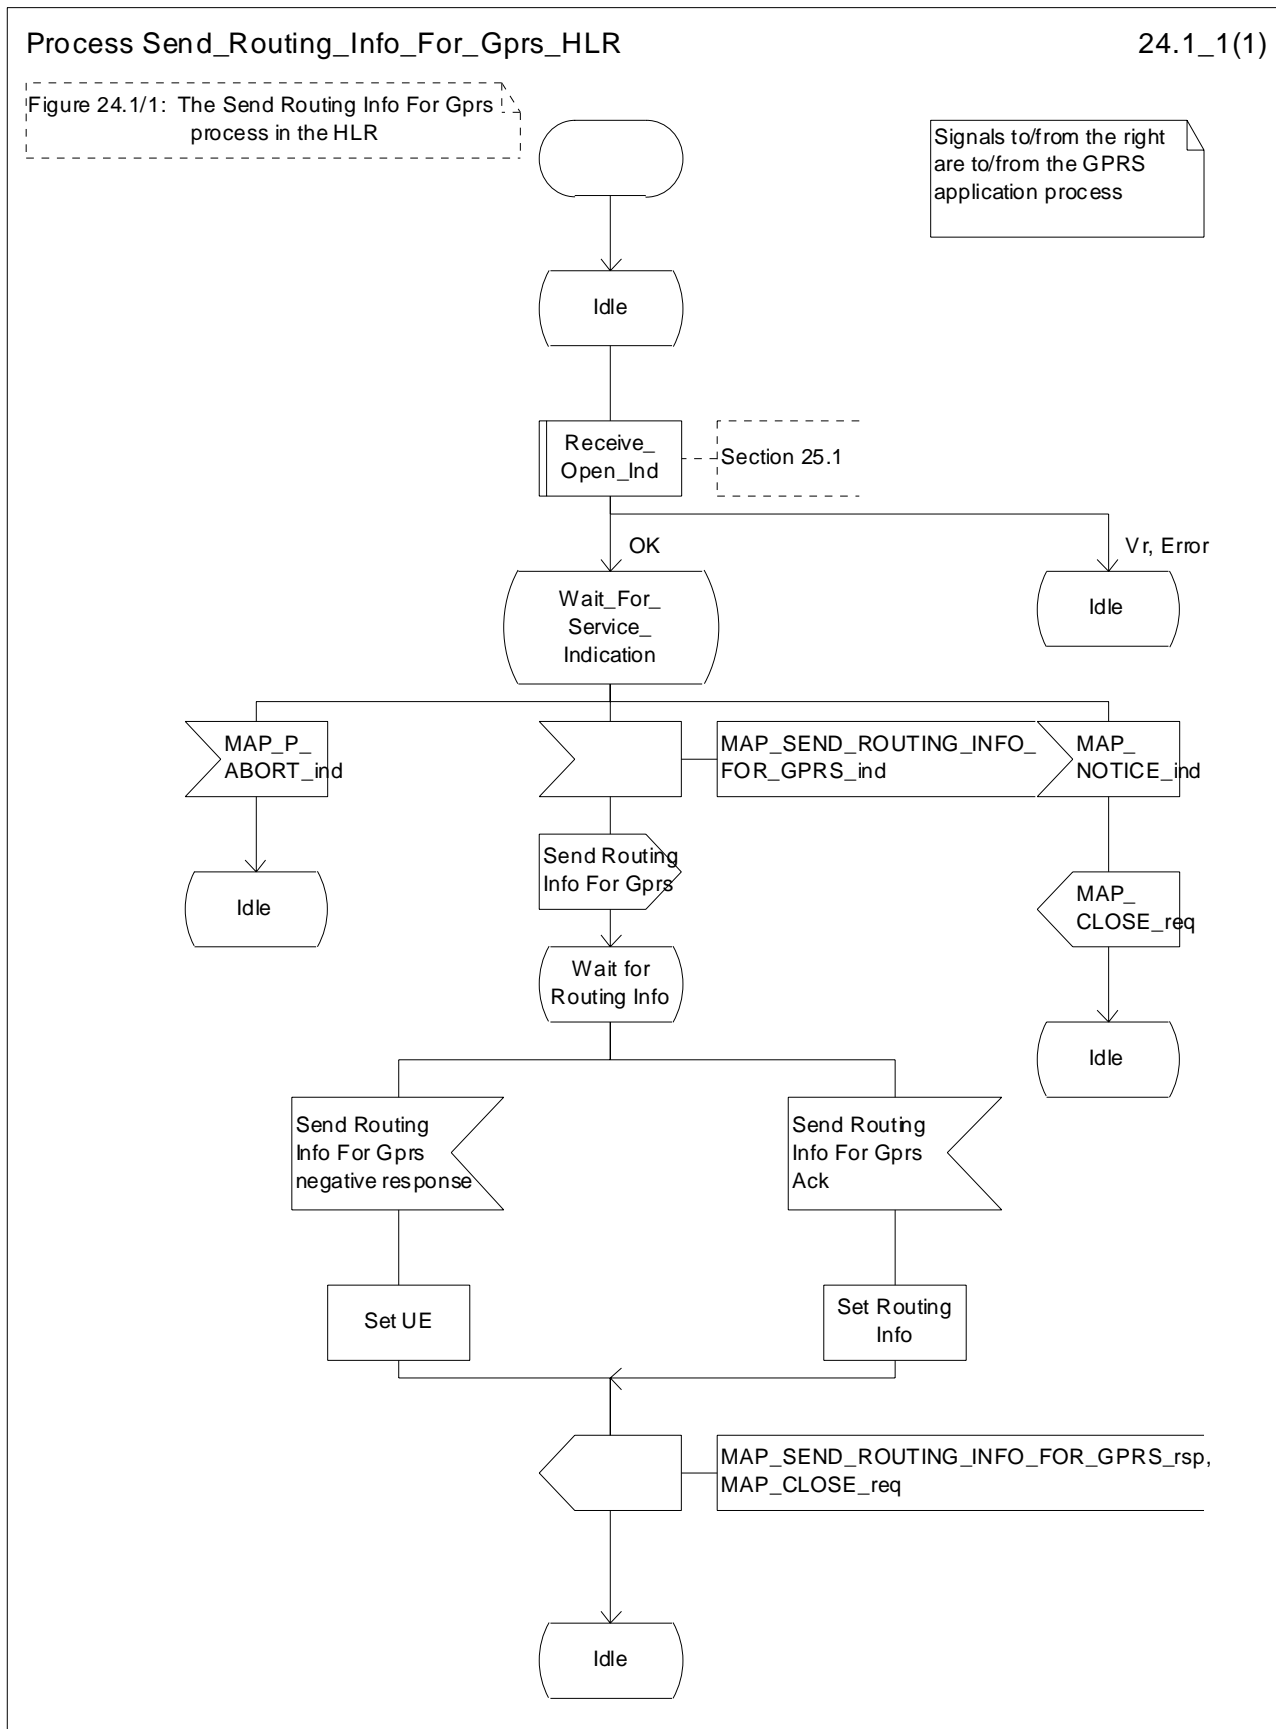 Process Send_Routing_Info_For_Gprs_HLR
24.1_1(1)
Figure 24.1/1: The Send Routing Info For Gprs
process in the HLR
Signals to/from the right
are to/from the GPRS
application process
Idle
Receive_
Open_Ind
Section 25.1
OK
Vr, Error
Wait_For_
Service_
Indication
Idle
MAP_P_
ABORT_ind
MAP_SEND_ROUTING_INFO_
FOR_GPRS_ind
MAP_
NOTICE_ind
Send Routing
Info For Gprs
Idle
MAP_
CLOSE_req
Wait for
Routing Info
Idle
Send Routing
Info For Gprs
negative response
Send Routing
Info For Gprs
Ack
Set UE
Set Routing
Info
MAP_SEND_ROUTING_INFO_FOR_GPRS_rsp,
MAP_CLOSE_req
Idle